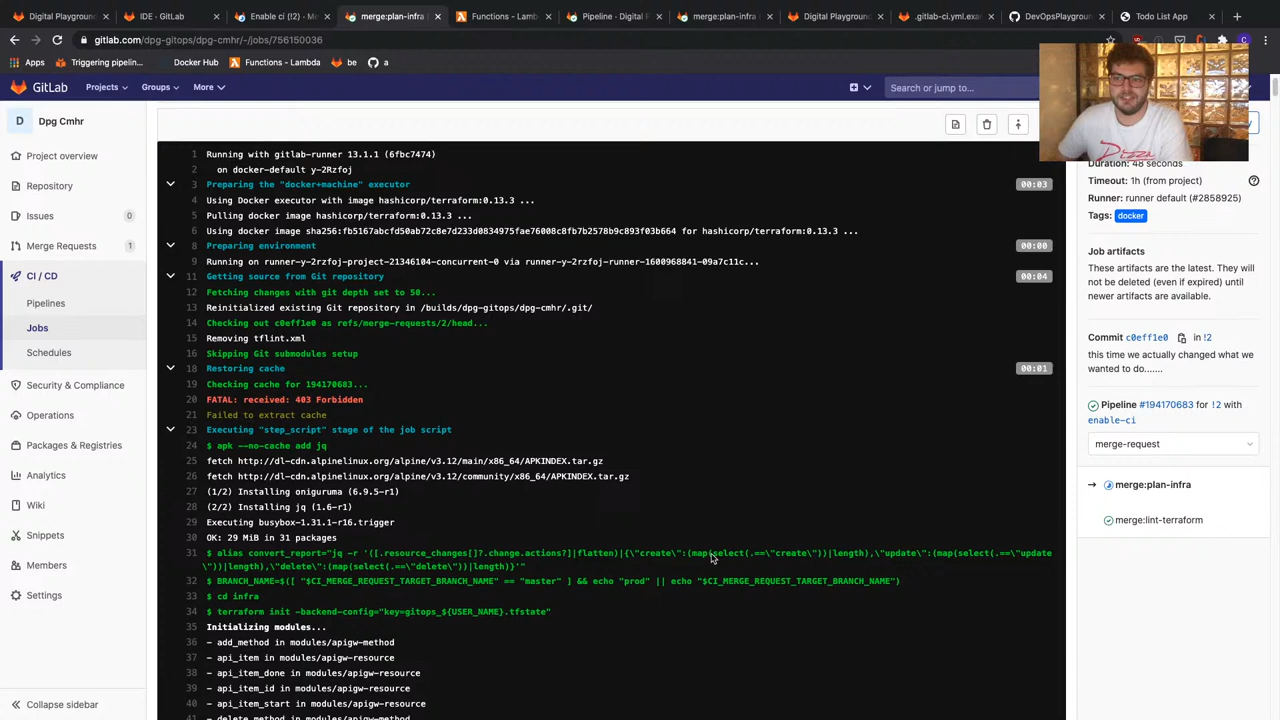 Digital Playground
IDE · GitLab
Enable ci (!2) · Me
merge:plan-infra
Functions - Lamb
Pipeline · Digital P
merge:plan-infra
Digital Playground
.gitlab-ci.yml.exa
DevOpsPlaygroun
Todo List App
gitlab.com/dpg-gitops/dpg-cmhr/-/jobs/756150036
Apps
Triggering pipelin...
Docker Hub
Functions - Lambda
be
a
GitLab
Projects
Groups
More
Search or jump to...
D
Dpg Cmhr
Project overview
Repository
Issues
0
Merge Requests
1
CI / CD
Pipelines
Jobs
Schedules
Security & Compliance
Operations
Packages & Registries
Analytics
Wiki
Snippets
Members
Settings
Collapse sidebar
1 Running with gitlab-runner 13.1.1 (6fbc7474)
2 on docker-default y-2Rzfoj
3 Preparing the "docker+machine" executor 00:03
4 Using Docker executor with image hashicorp/terraform:0.13.3 ...
5 Pulling docker image hashicorp/terraform:0.13.3 ...
6 Using docker image sha256:fb5167abcfd50ab72c8e7d233d0834975fae76008c8fb7b2578b9c893f03b664 for hashicorp/terraform:0.13.3 ...
8 Preparing environment 00:00
9 Running on runner-y-2rzfoj-project-21346104-concurrent-0 via runner-y-2rzfoj-runner-1600968841-09a7c11c...
11 Getting source from Git repository 00:04
12 Fetching changes with git depth set to 50...
13 Reinitialized existing Git repository in /builds/dpg-gitops/dpg-cmhr/.git/
14 Checking out c0eff1e0 as refs/merge-requests/2/head...
15 Removing tflint.xml
16 Skipping Git submodules setup
18 Restoring cache 00:01
19 Checking cache for 194170683...
20 FATAL: received: 403 Forbidden
21 Failed to extract cache
23 Executing "step_script" stage of the job script
24 $ apk --no-cache add jq
25 fetch http://dl-cdn.alpinelinux.org/alpine/v3.12/main/x86_64/APKINDEX.tar.gz
26 fetch http://dl-cdn.alpinelinux.org/alpine/v3.12/community/x86_64/APKINDEX.tar.gz
27 (1/2) Installing oniguruma (6.9.5-r1)
28 (2/2) Installing jq (1.6-r1)
29 Executing busybox-1.31.1-r16.trigger
30 OK: 29 MiB in 31 packages
31 $ alias convert_report="jq -r '([.resource_changes[]?.change.actions?]|flatten)|{\"create\":(map(select(.==\"create\"))|length),\"update\":(map(select(.==\"update
\"))|length),\"delete\":(map(select(.==\"delete\"))|length)}'"
32 $ BRANCH_NAME=$([ "$CI_MERGE_REQUEST_TARGET_BRANCH_NAME" == "master" ] && echo "prod" || echo "$CI_MERGE_REQUEST_TARGET_BRANCH_NAME")
33 $ cd infra
34 $ terraform init -backend-config="key=gitops_${USER_NAME}.tfstate"
35 Initializing modules...
36 - add_method in modules/apigw-method
37 - api_item in modules/apigw-resource
38 - api_item_done in modules/apigw-resource
39 - api_item_id in modules/apigw-resource
40 - api_item_start in modules/apigw-resource
41 - delete_method in modules/apigw-method
Duration: 48 seconds
Timeout: 1h (from project)
Runner: runner default (#2858925)
Tags: docker
Job artifacts
These artifacts are the latest. They will
not be deleted (even if expired) until
newer artifacts are available.
Commit c0eff1e0 in !2
this time we actually changed what we
wanted to do.......
Pipeline #194170683 for !2 with
enable-ci
merge-request
merge:plan-infra
merge:lint-terraform